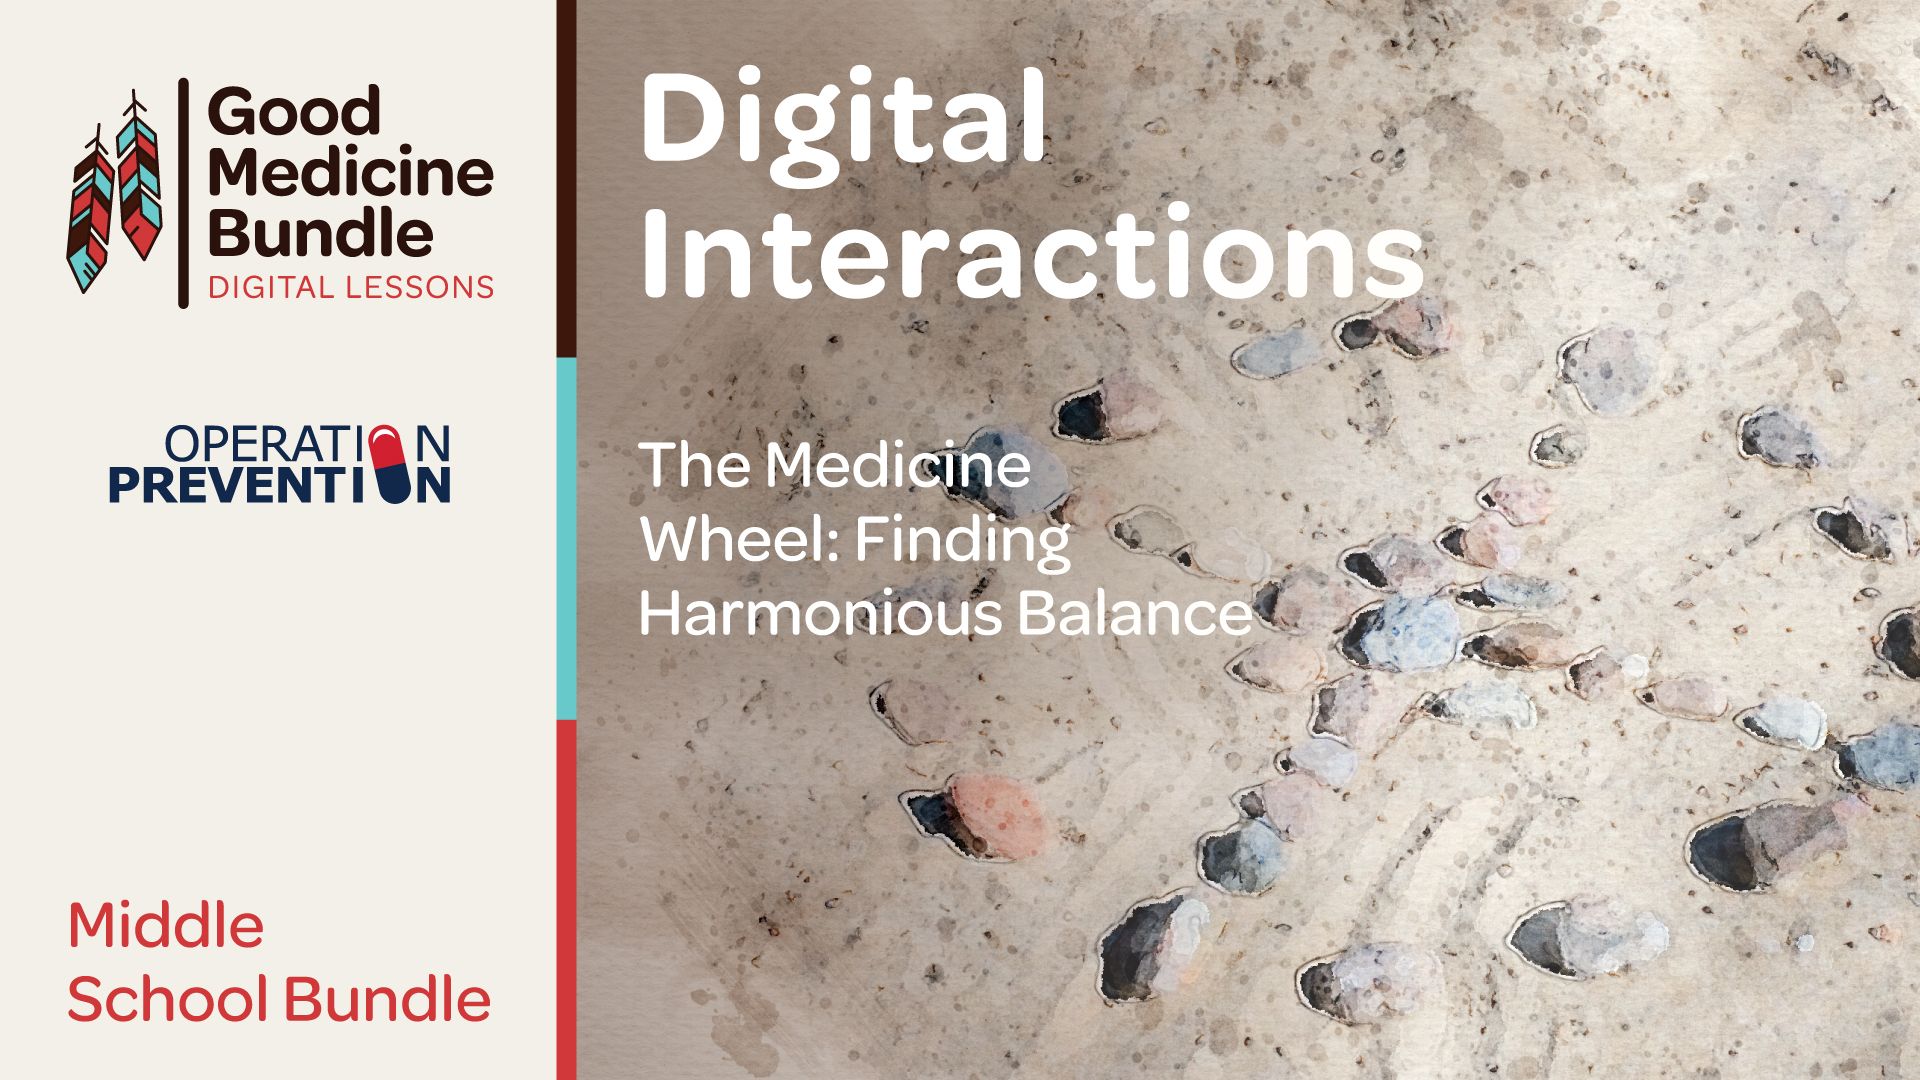 Good
Medicine
Bundle
DIGITAL LESSONS
OPERATION
PREVENTION
Middle
School Bundle
Digital
Interactions
The Medicine
Wheel: Finding
Harmonious Balance